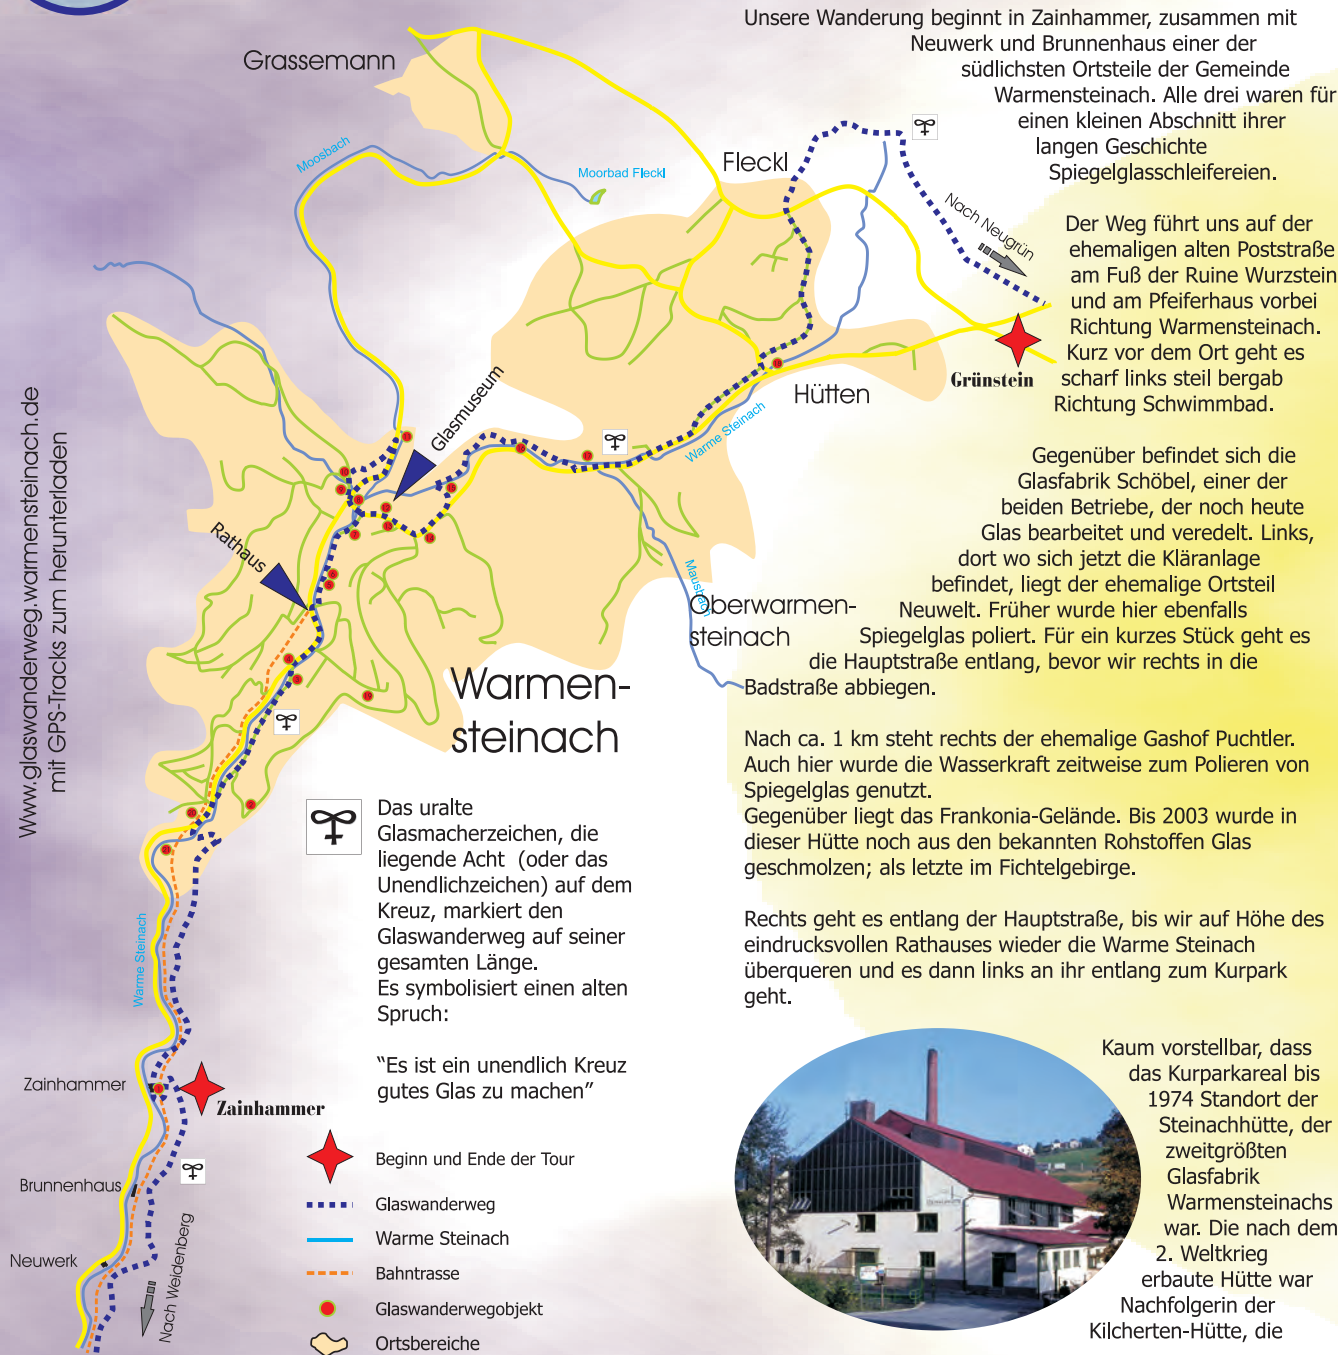 Unsere Wanderung beginnt in Zainhammer, zusammen mit
Neuwerk und Brunnenhaus einer der
südlichsten Ortsteile der Gemeinde
Warmensteinach. Alle drei waren für
einen kleinen Abschnitt ihrer
langen Geschichte
Spiegelglasschleifereien.
Der Weg führt uns auf der
ehemaligen alten Poststraße
am Fuß der Ruine Wurzstein
und am Pfeiferhaus vorbei
Richtung Warmensteinach.
Kurz vor dem Ort geht es
scharf links steil bergab
Richtung Schwimmbad.
Gegenüber befindet sich die
Glasfabrik Schöbel, einer der
beiden Betriebe, der noch heute
Glas bearbeitet und veredelt. Links,
dort wo sich jetzt die Kläranlage
befindet, liegt der ehemalige Ortsteil
Neuwelt. Früher wurde hier ebenfalls
Spiegelglas poliert. Für ein kurzes Stück geht es
die Hauptstraße entlang, bevor wir rechts in die
Badstraße abbiegen.
Nach ca. 1 km steht rechts der ehemalige Gashof Puchtler.
Auch hier wurde die Wasserkraft zeitweise zum Polieren von
Spiegelglas genutzt.
Gegenüber liegt das Frankonia-Gelände. Bis 2003 wurde in
dieser Hütte noch aus den bekannten Rohstoffen Glas
geschmolzen; als letzte im Fichtelgebirge.
Rechts geht es entlang der Hauptstraße, bis wir auf Höhe des
eindrucksvollen Rathauses wieder die Warme Steinach
überqueren und es dann links an ihr entlang zum Kurpark
geht.
Kaum vorstellbar, dass
das Kurparkareal bis
1974 Standort der
Steinachhütte, der
zweitgrößten
Glasfabrik
Warmensteinachs
war. Die nach dem
2. Weltkrieg
erbaute Hütte war
Nachfolgerin der
Kilcherten-Hütte, die
Grassemann
Moosbach
Moorbad Fleckl
Fleckl
Nach Neugrün
Grünstein
Hütten
Warme Steinach
Glasmuseum
Rathaus
Mausbach
Oberwarmen-
steinach
Warmen-
steinach
Www.glaswanderweg.warmensteinach.de
mit GPS-Tracks zum herunterladen
Warme Steinach
Zainhammer
Zainhammer
Brunnenhaus
Neuwerk
Nach Weidenberg
Das uralte
Glasmacherzeichen, die
liegende Acht (oder das
Unendlichzeichen) auf dem
Kreuz, markiert den
Glaswanderweg auf seiner
gesamten Länge.
Es symbolisiert einen alten
Spruch:
"Es ist ein unendlich Kreuz
gutes Glas zu machen"
Beginn und Ende der Tour
Glaswanderweg
Warme Steinach
Bahntrasse
Glaswanderwegobjekt
Ortsbereiche